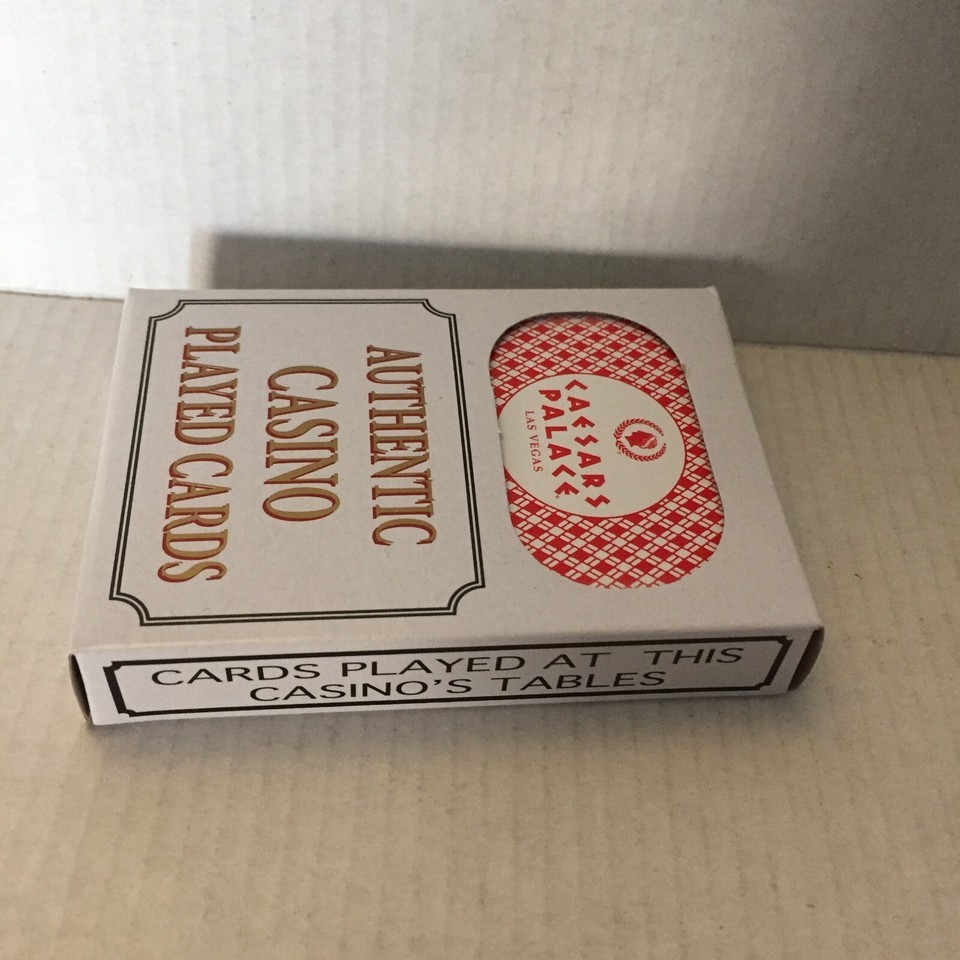 AUTHENTIC
CASINO
PLAYED CARDS
CAESARS
PALACE
LAS VEGAS
CARDS PLAYED AT THIS
CASINO'S TABLES